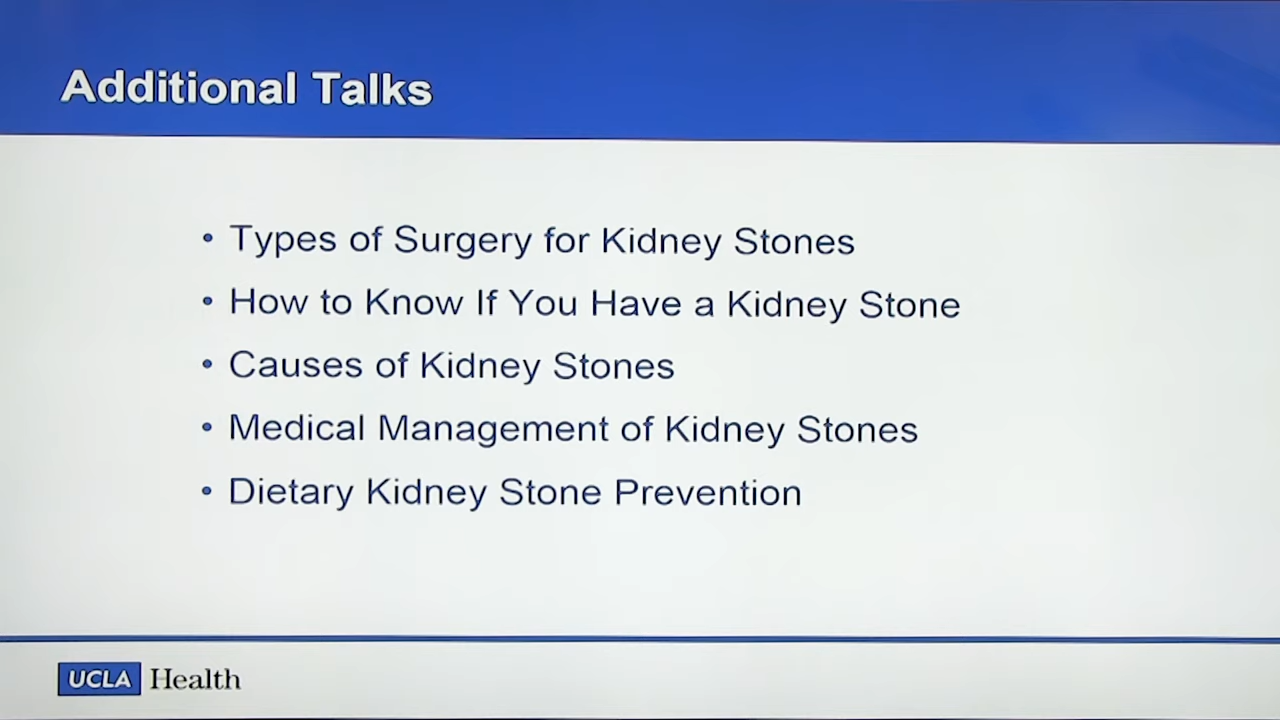 Additional Talks
• Types of Surgery for Kidney Stones
• How to Know If You Have a Kidney Stone
• Causes of Kidney Stones
• Medical Management of Kidney Stones
• Dietary Kidney Stone Prevention
UCLA Health